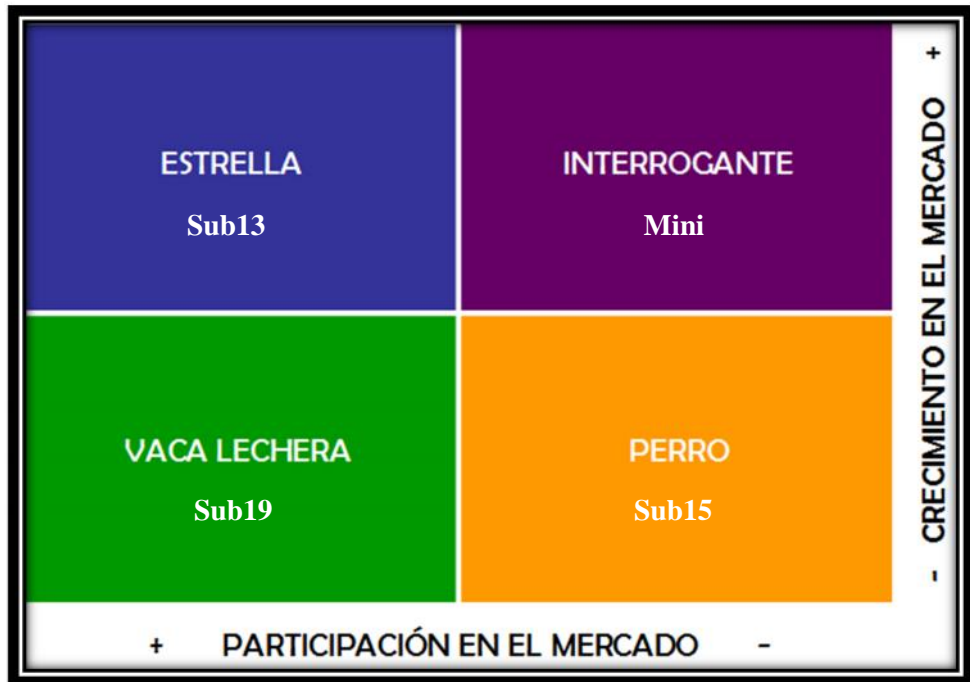 ESTRELLA
Sub13
INTERROGANTE
Mini
VACA LECHERA
Sub19
PERRO
Sub15
+ CRECIMIENTO EN EL MERCADO -
+ PARTICIPACIÓN EN EL MERCADO -